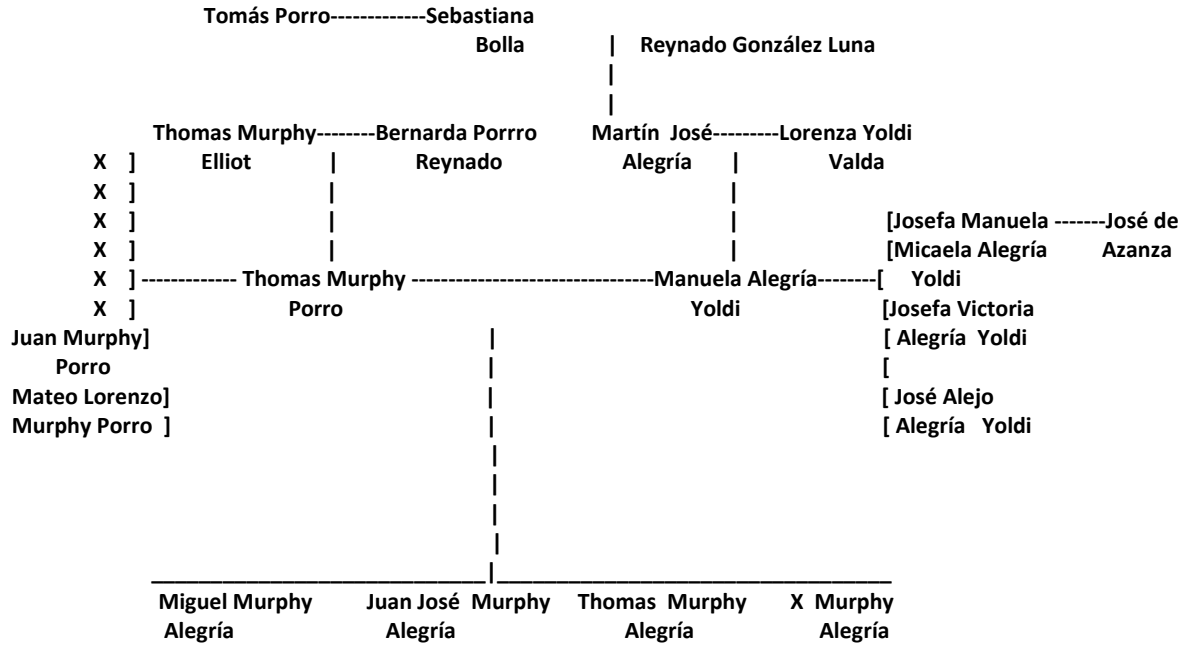 Tomás Porro-------------Sebastiana
Bolla | Reynado González Luna
|
|
Thomas Murphy--------Bernarda Porrro Martín José---------Lorenza Yoldi
X ] Elliot | Reynado Alegría | Valda
X ] | |
X ] | | [Josefa Manuela -------José de
X ] | | [Micaela Alegría Azanza
X ] ------------- Thomas Murphy --------------------------------Manuela Alegría--------[ Yoldi
X ] Porro Yoldi [Josefa Victoria
Juan Murphy] | [ Alegría Yoldi
Porro | [
Mateo Lorenzo] | [ José Alejo
Murphy Porro ] | [ Alegría Yoldi
|
|
|
|
___________________________________|__________________________________________
Miguel Murphy Juan José Murphy Thomas Murphy X Murphy
Alegría Alegría Alegría Alegría